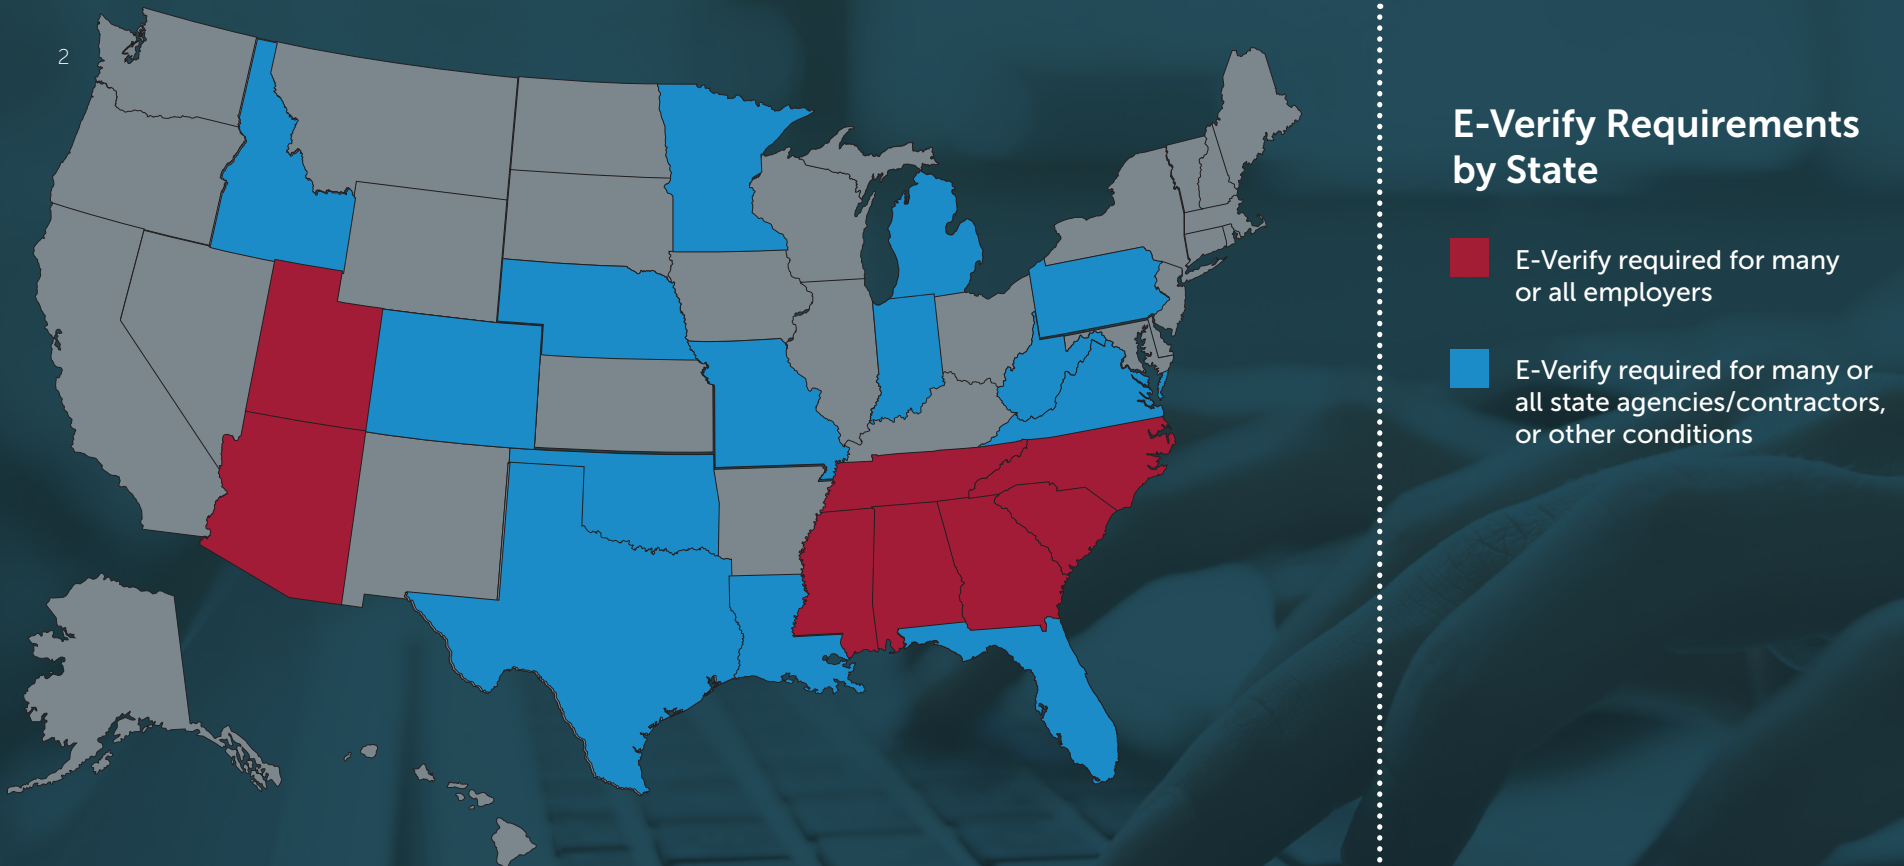 2
E-Verify Requirements
by State
E-Verify required for many
or all employers
E-Verify required for many or
all state agencies/contractors,
or other conditions